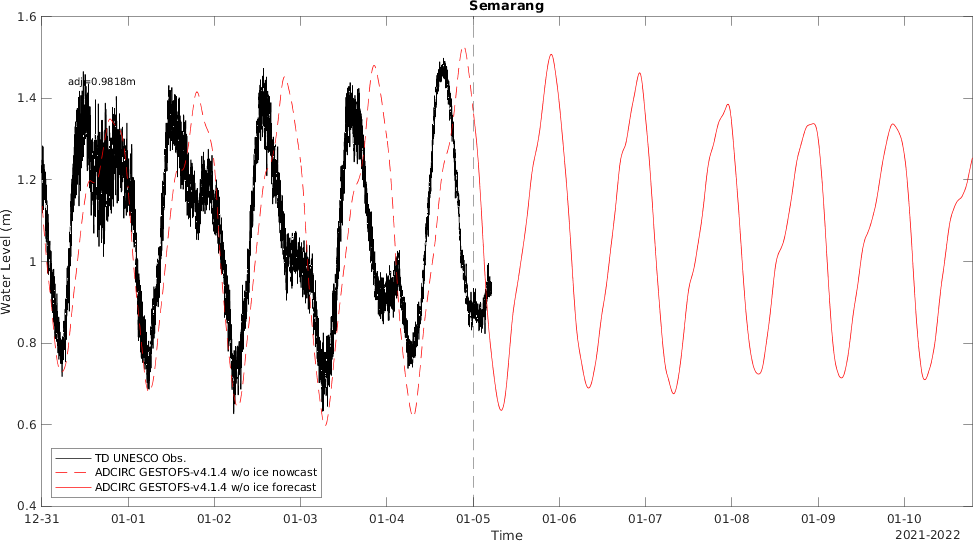 Semarang
1.6
1.4
1.2
1
0.8
0.6
0.4
Water Level (m)
adj=0.9818m
TD UNESCO Obs.
ADCIRC GESTOFS-v4.1.4 w/o ice nowcast
ADCIRC GESTOFS-v4.1.4 w/o ice forecast
12-31 01-01 01-02 01-03 01-04 01-05 01-06 01-07 01-08 01-09 01-10
Time
2021-2022